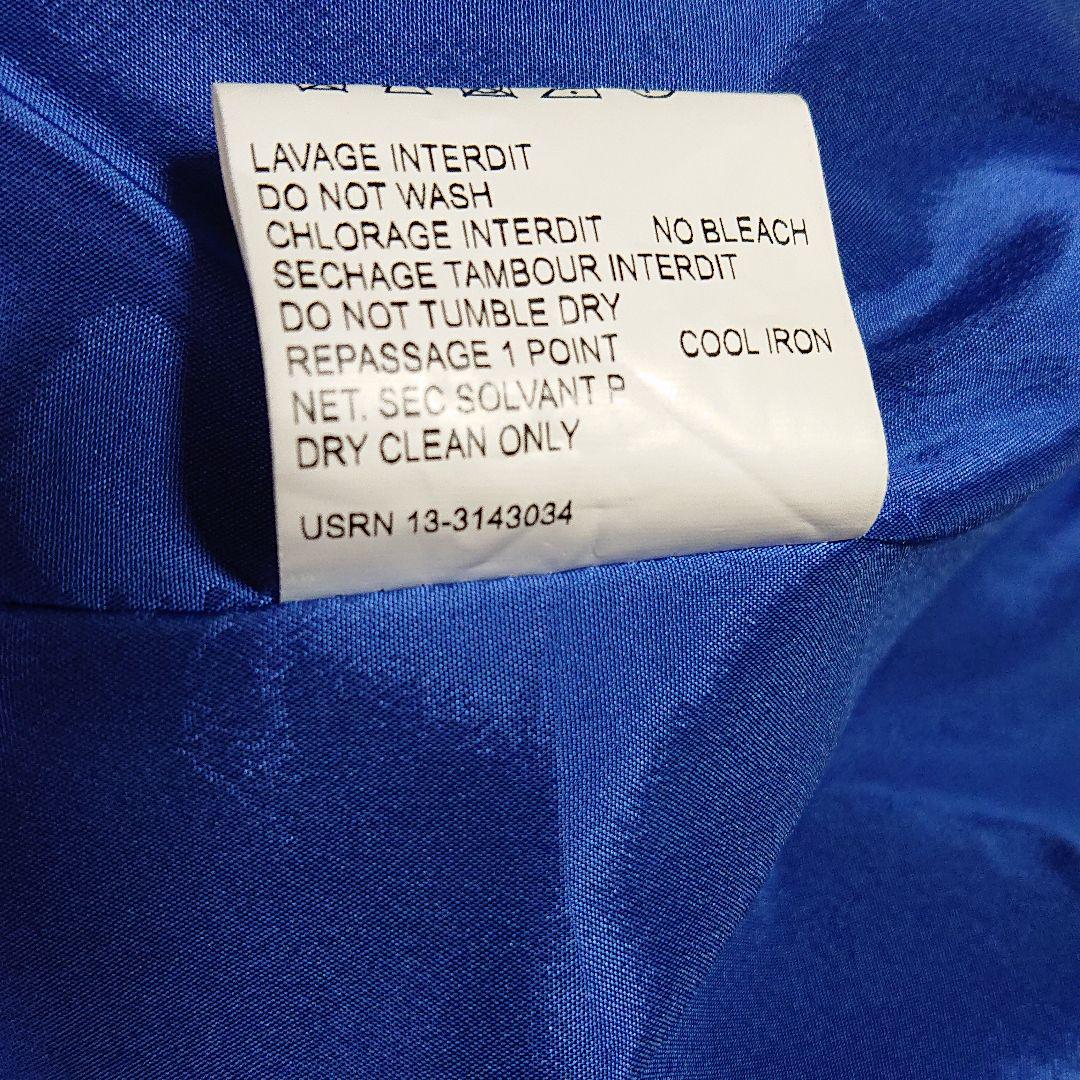 LAVAGE INTERDIT
DO NOT WASH
CHLORAGE INTERDIT NO BLEACH
SECHAGE TAMBOUR INTERDIT
DO NOT TUMBLE DRY
REPASSAGE 1 POINT COOL IRON
NET. SEC SOLVANT P
DRY CLEAN ONLY
USRN 13-3143034